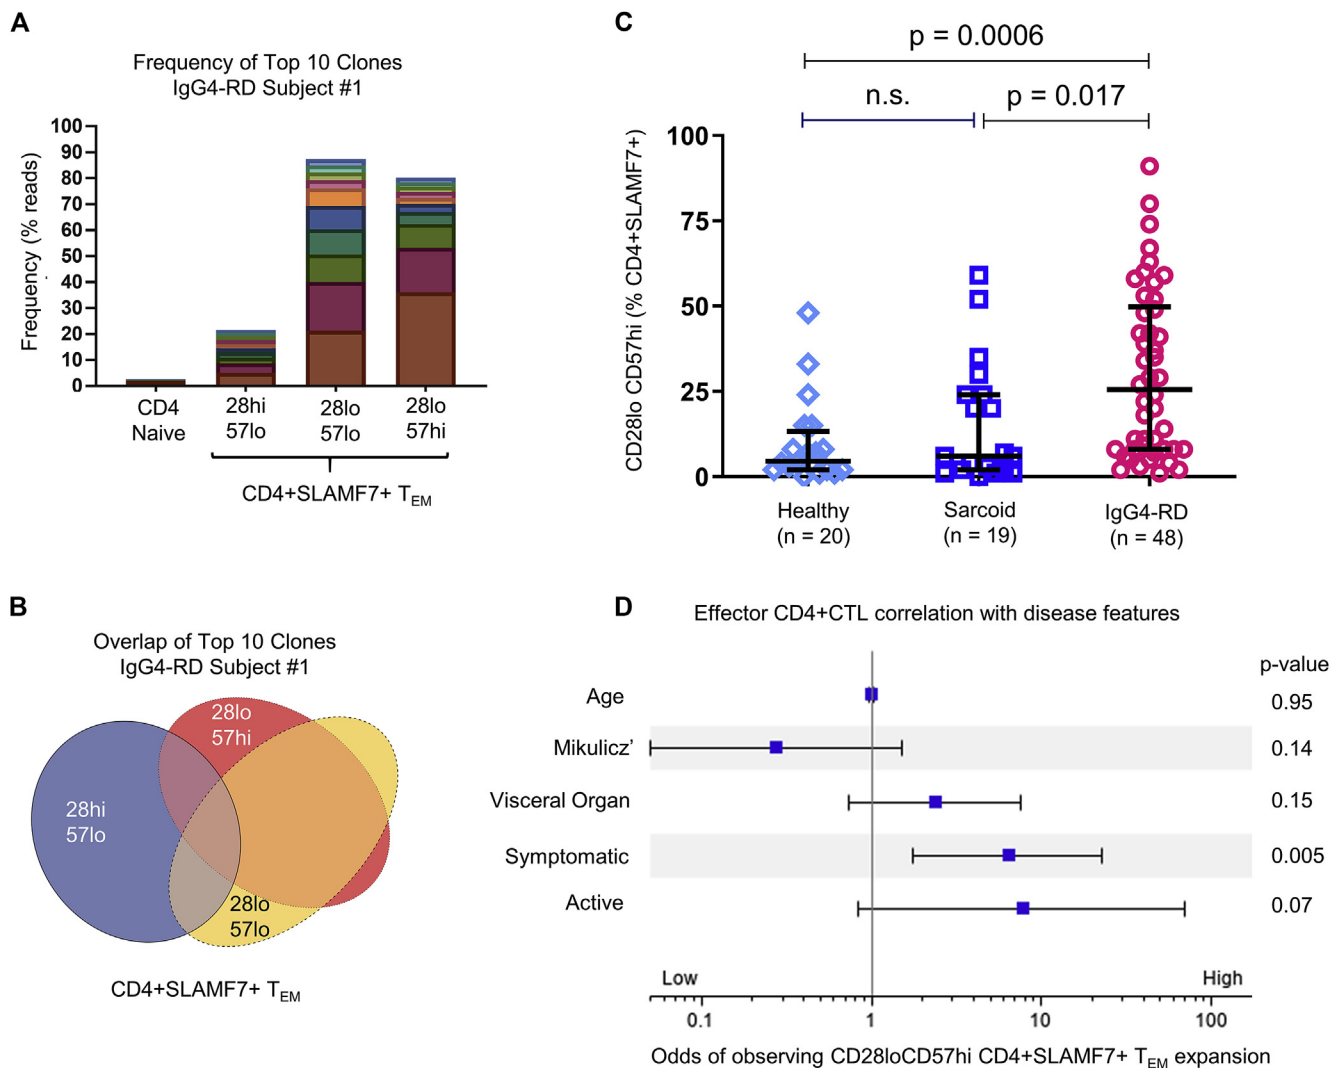 A
Frequency of Top 10 Clones
IgG4-RD Subject #1
Frequency (% reads)
100
90
80
70
60
50
40
30
20
10
0
CD4
Naive
28hi
57lo
28lo
57lo
28lo
57hi
CD4+SLAMF7+ TEM
B
Overlap of Top 10 Clones
IgG4-RD Subject #1
28lo
57hi
28hi
57lo
28lo
57lo
CD4+SLAMF7+ TEM
C
p = 0.0006
n.s.
p = 0.017
CD28lo CD57hi (% CD4+SLAMF7+)
100
75
50
25
0
Healthy
(n = 20)
Sarcoid
(n = 19)
IgG4-RD
(n = 48)
D
Effector CD4+CTL correlation with disease features
p-value
Age
0.95
Mikulicz’
0.14
Visceral Organ
0.15
Symptomatic
0.005
Active
0.07
Low
High
0.1
1
10
100
Odds of observing CD28loCD57hi CD4+SLAMF7+ TEM expansion